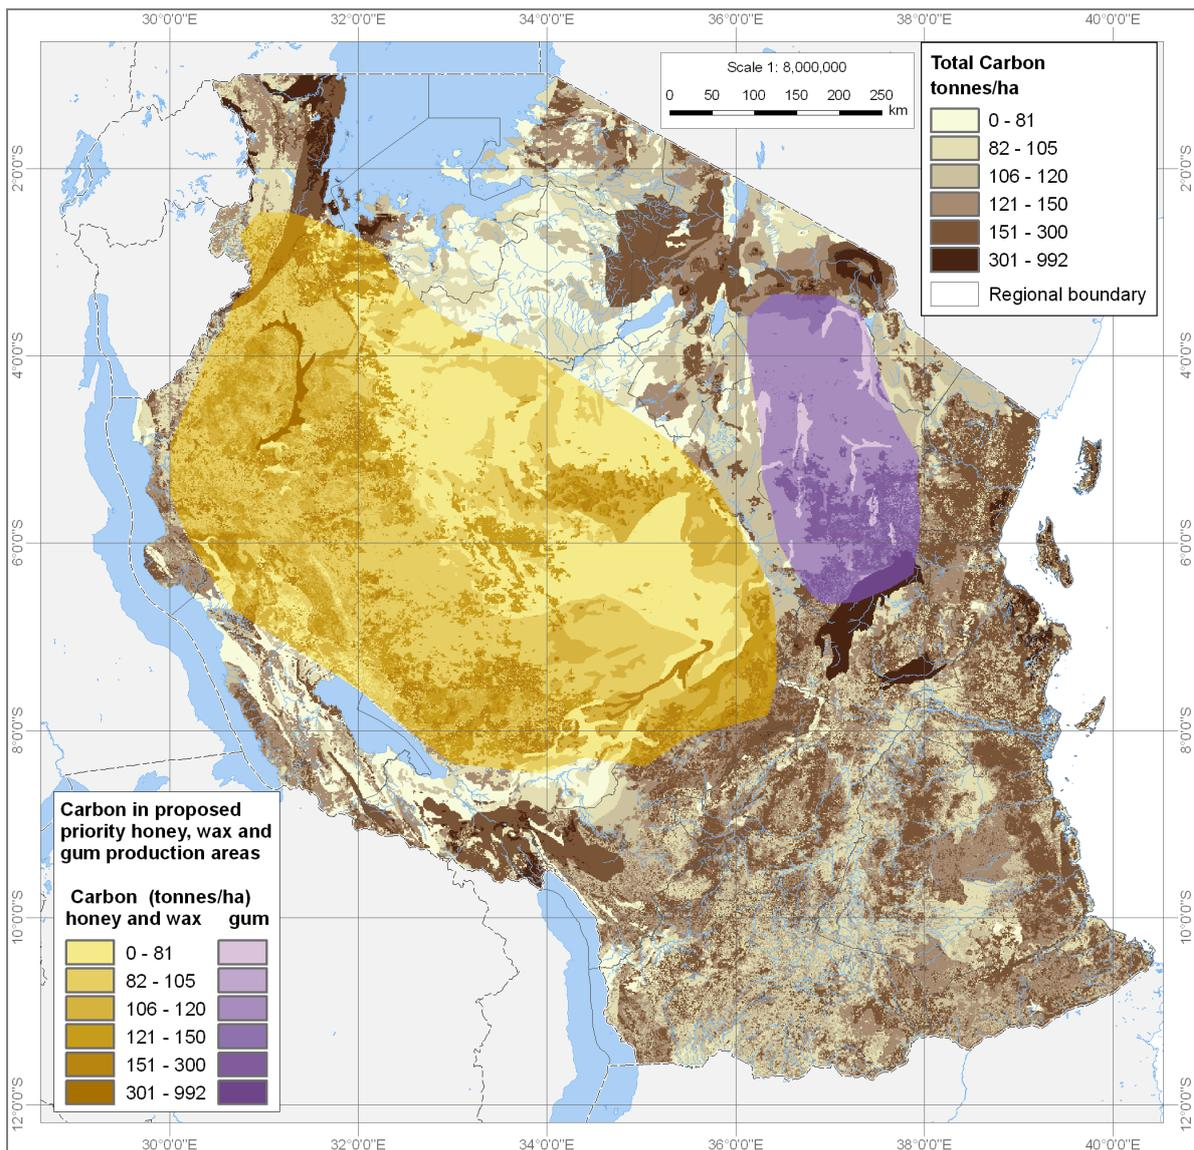 30°0'0"E 32°0'0"E 34°0'0"E 36°0'0"E 38°0'0"E 40°0'0"E
Scale 1: 8,000,000
0 50 100 150 200 250
km
Total Carbon
tonnes/ha
0 - 81
82 - 105
106 - 120
121 - 150
151 - 300
301 - 992
Regional boundary
2°0'0"S 2°0'0"S
4°0'0"S 4°0'0"S
6°0'0"S 6°0'0"S
8°0'0"S 8°0'0"S
10°0'0"S 10°0'0"S
12°0'0"S 12°0'0"S
Carbon in proposed
priority honey, wax and
gum production areas
Carbon (tonnes/ha)
honey and wax gum
0 - 81
82 - 105
106 - 120
121 - 150
151 - 300
301 - 992
30°0'0"E 32°0'0"E 34°0'0"E 36°0'0"E 38°0'0"E 40°0'0"E